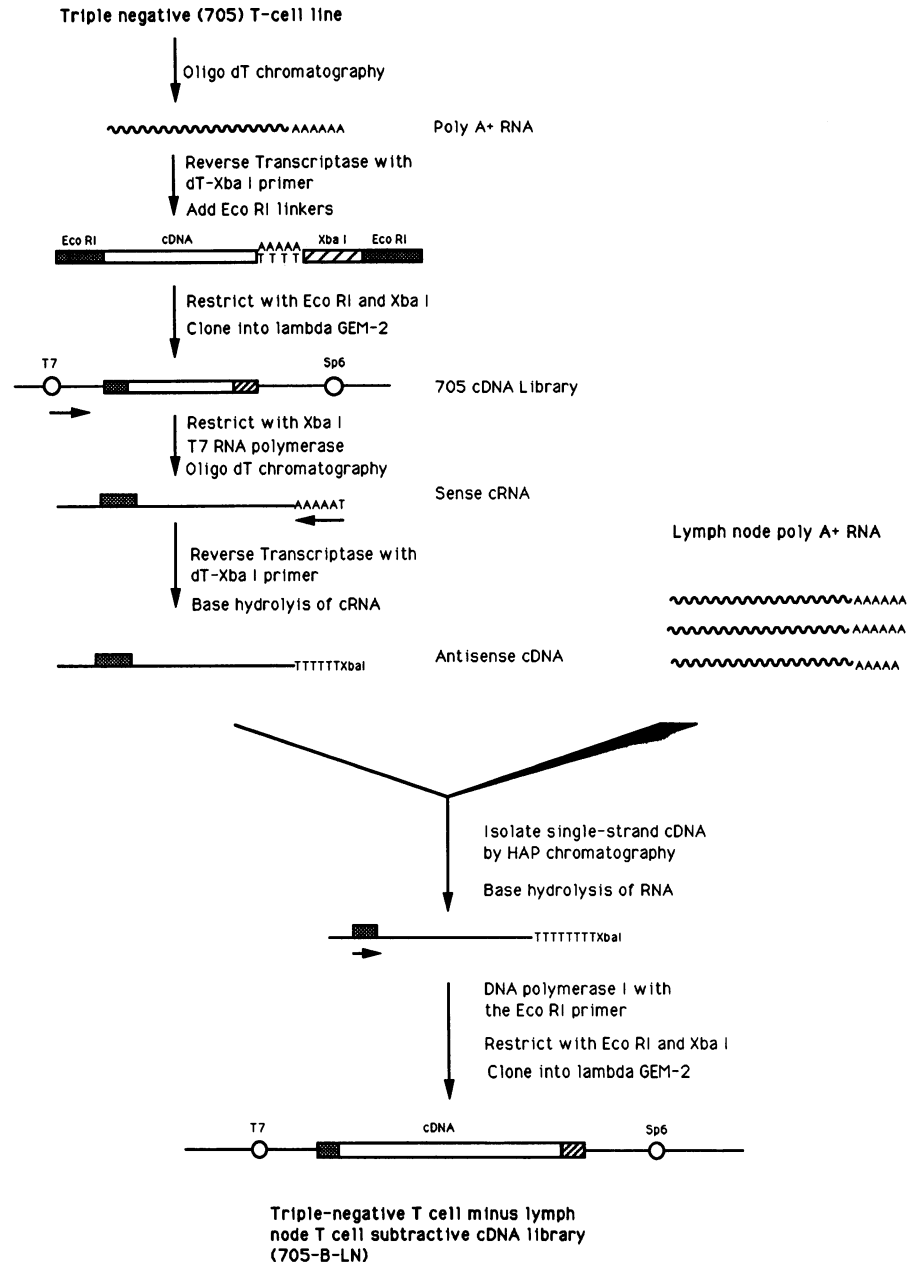 Triple negative (705) T-cell line
Oligo dT chromatography
AAAAAA
Poly A+ RNA
Reverse Transcriptase with
dT-Xba I primer
Add Eco RI linkers
Eco RI
cDNA
AAAAA
TTTT
Xba I
Eco RI
Restrict with Eco RI and Xba I
Clone into lambda GEM-2
T7
Sp6
705 cDNA Library
Restrict with Xba I
T7 RNA polymerase
Oligo dT chromatography
AAAAAT
Sense cRNA
Reverse Transcriptase with
dT-Xba I primer
Base hydrolyis of cRNA
TTTTTTXbaI
Antisense cDNA
Lymph node poly A+ RNA
AAAAAA
AAAAAA
AAAAA
Isolate single-strand cDNA
by HAP chromatography
Base hydrolysis of RNA
TTTTTTTTXbaI
DNA polymerase I with
the Eco RI primer
Restrict with Eco RI and Xba I
Clone into lambda GEM-2
T7
cDNA
Sp6
Triple-negative T cell minus lymph
node T cell subtractive cDNA library
(705-B-LN)